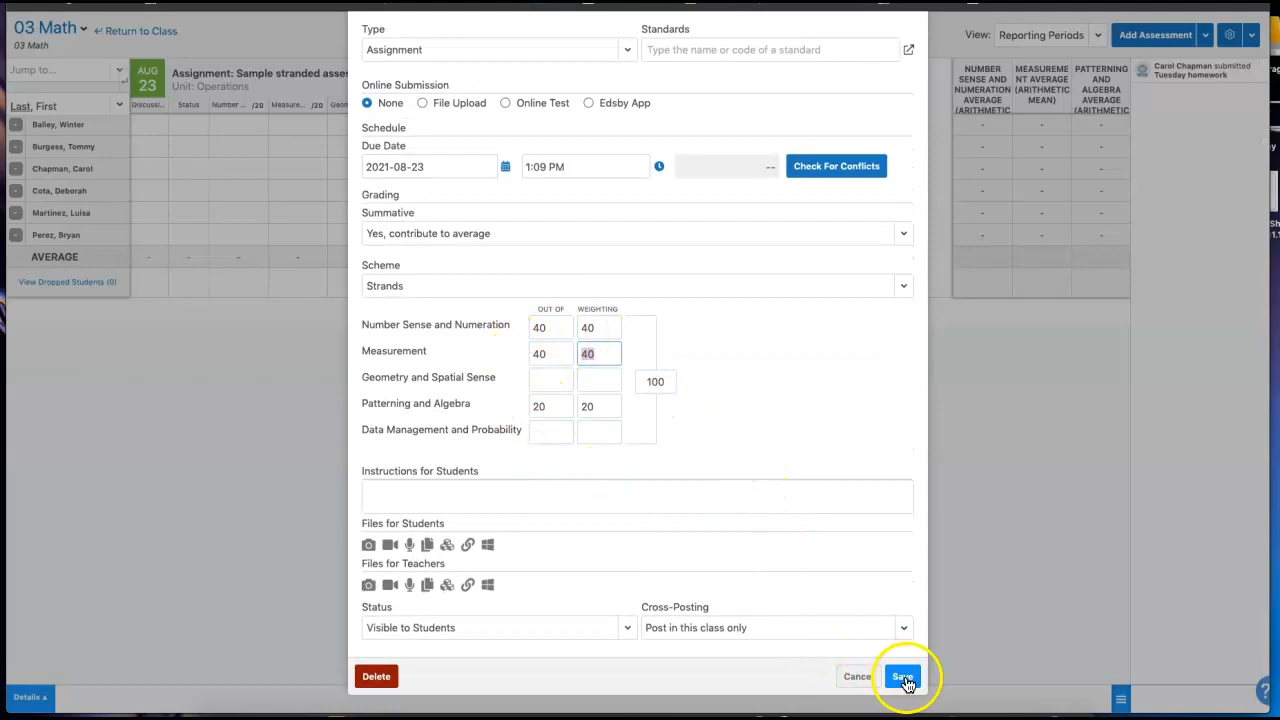 03 Math
Return to Class
03 Math
View: Reporting Periods
Add Assessment
Jump to...
AUG
23
Assignment: Sample stranded asses
Unit: Operations
Last, First
Discussi...
Status
Number ...
/20
Measure...
/20
Geom
Bailey, Winter
Burgess, Tommy
Chapman, Carol
Cota, Deborah
Martinez, Luisa
Perez, Bryan
AVERAGE
- - - -
View Dropped Students (0)
Type
Assignment
Standards
Type the name or code of a standard
Online Submission
None File Upload Online Test Edsby App
Schedule
Due Date
2021-08-23 1:09 PM -- Check For Conflicts
Grading
Summative
Yes, contribute to average
Scheme
Strands
OUT OF WEIGHTING
Number Sense and Numeration 40 40
Measurement 40 40
Geometry and Spatial Sense
100
Patterning and Algebra 20 20
Data Management and Probability
Instructions for Students
Files for Students
Files for Teachers
Status
Visible to Students
Cross-Posting
Post in this class only
Delete
Save
NUMBER
SENSE AND
NUMERATION
AVERAGE
(ARITHMETIC
MEASUREME
NT AVERAGE
(ARITHMETIC
MEAN)
PATTERNING
AND
ALGEBRA
AVERAGE
(ARITHMETIC
- - -
- - -
- - -
- - -
- - -
- - -
Carol Chapman submitted
Tuesday homework
Details
?